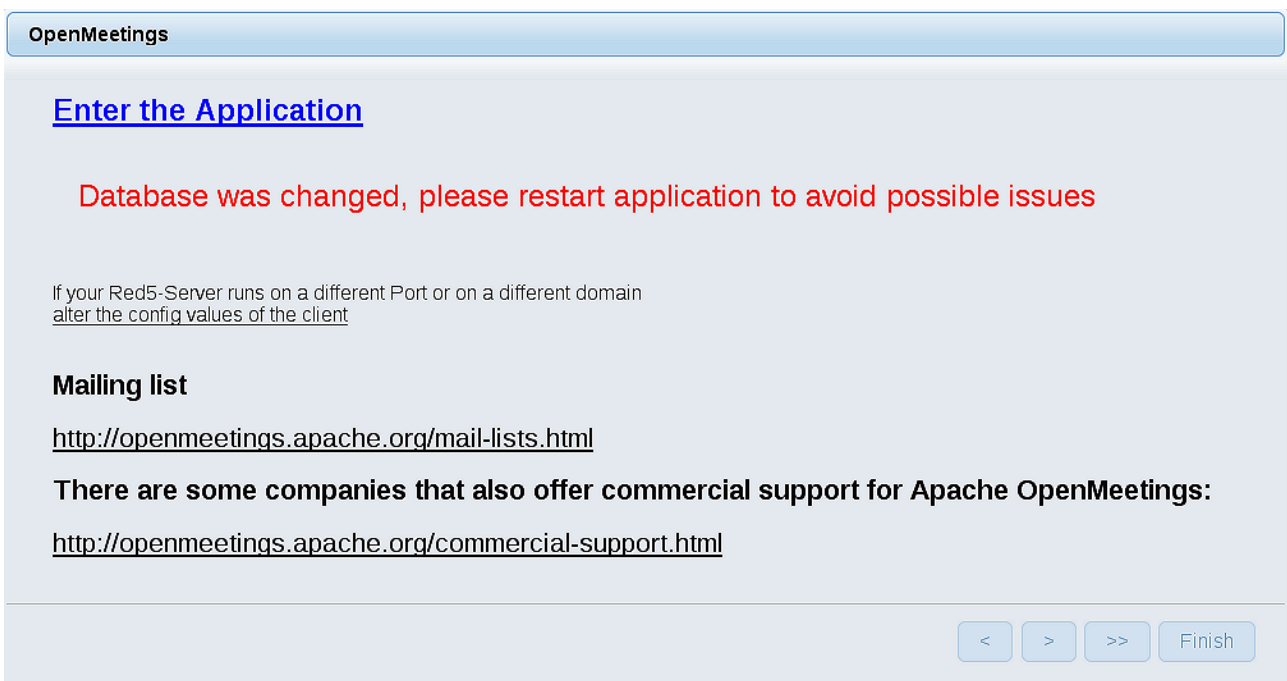 OpenMeetings
Enter the Application
Database was changed, please restart application to avoid possible issues
If your Red5-Server runs on a different Port or on a different domain
alter the config values of the client
Mailing list
http://openmeetings.apache.org/mail-lists.html
There are some companies that also offer commercial support for Apache OpenMeetings:
http://openmeetings.apache.org/commercial-support.html
< > >> Finish